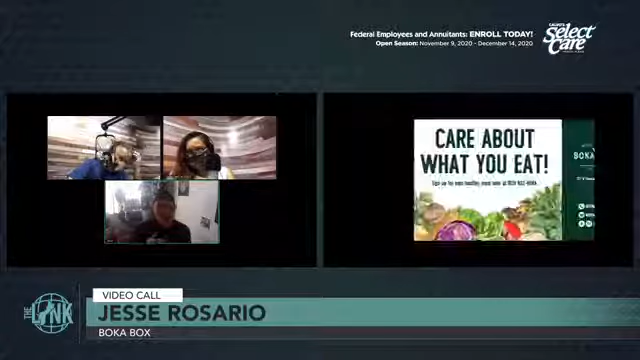 Federal Employees and Annuitants: ENROLL TODAY!
Open Season: November 9, 2020 - December 14, 2020
Select
Care
CARE ABOUT
WHAT YOU EAT!
BOKA
THE
LINK
VIDEO CALL
JESSE ROSARIO
BOKA BOX